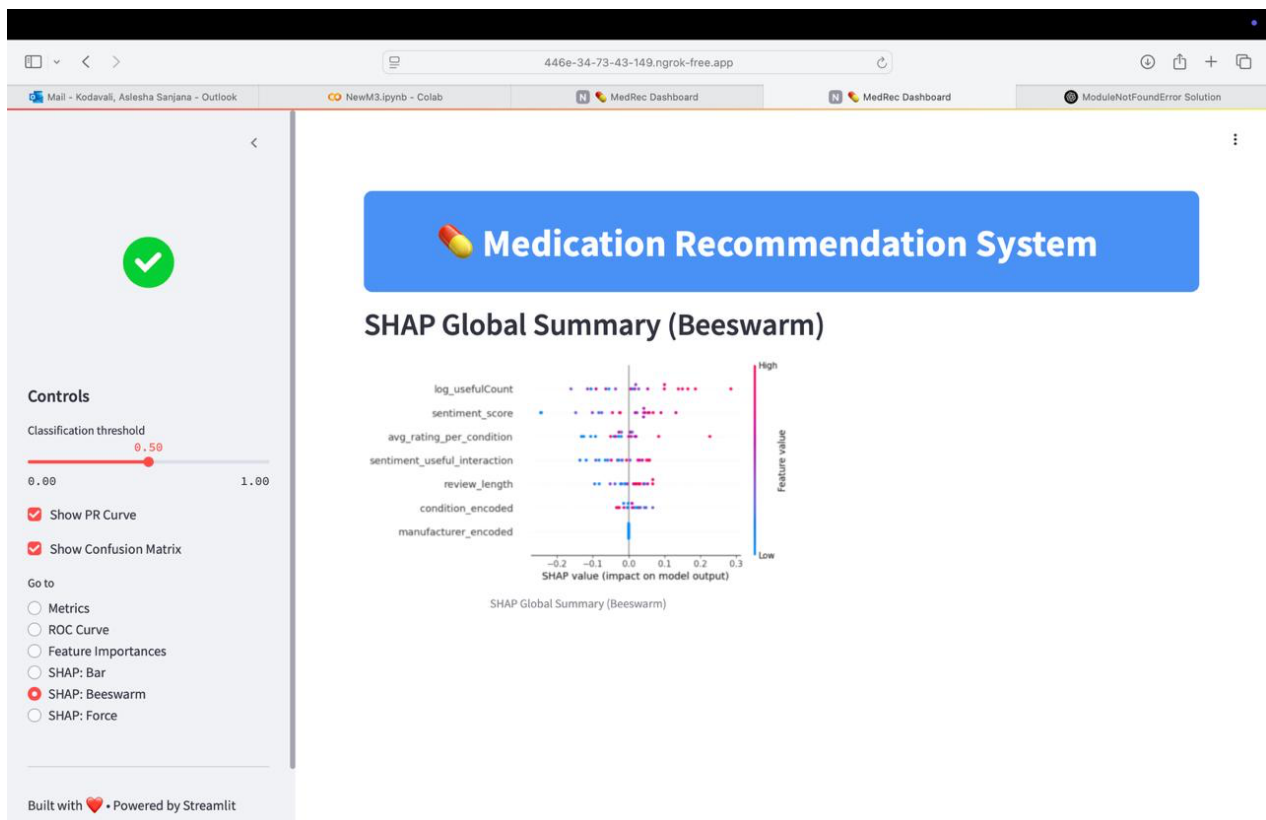 446e-34-73-43-149.ngrok-free.app
Mail - Kodavali, Aslesha Sanjana - Outlook
CO NewM3.ipynb - Colab
N MedRec Dashboard
N MedRec Dashboard
ModuleNotFoundError Solution
Controls
Classification threshold
0.50
0.00 1.00
Show PR Curve
Show Confusion Matrix
Go to
Metrics
ROC Curve
Feature Importances
SHAP: Bar
SHAP: Beeswarm
SHAP: Force
Built with ❤️ • Powered by Streamlit
💊 Medication Recommendation System
SHAP Global Summary (Beeswarm)
High
log_usefulCount
sentiment_score
avg_rating_per_condition
sentiment_useful_interaction
review_length
condition_encoded
manufacturer_encoded
Feature value
Low
−0.2 −0.1 0.0 0.1 0.2 0.3
SHAP value (impact on model output)
SHAP Global Summary (Beeswarm)